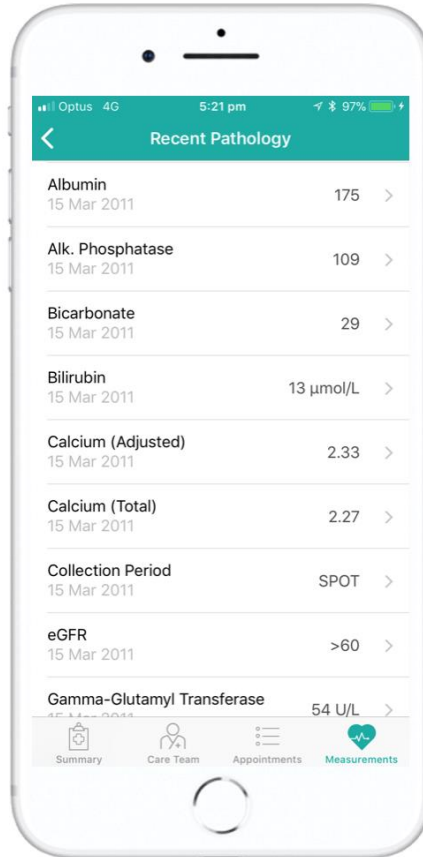 Optus 4G 5:21 pm 97%
Recent Pathology
Albumin
15 Mar 2011
175
Alk. Phosphatase
15 Mar 2011
109
Bicarbonate
15 Mar 2011
29
Bilirubin
15 Mar 2011
13 µmol/L
Calcium (Adjusted)
15 Mar 2011
2.33
Calcium (Total)
15 Mar 2011
2.27
Collection Period
15 Mar 2011
SPOT
eGFR
15 Mar 2011
>60
Gamma-Glutamyl Transferase
15 Mar 2011
54 U/L
Summary Care Team Appointments Measurements